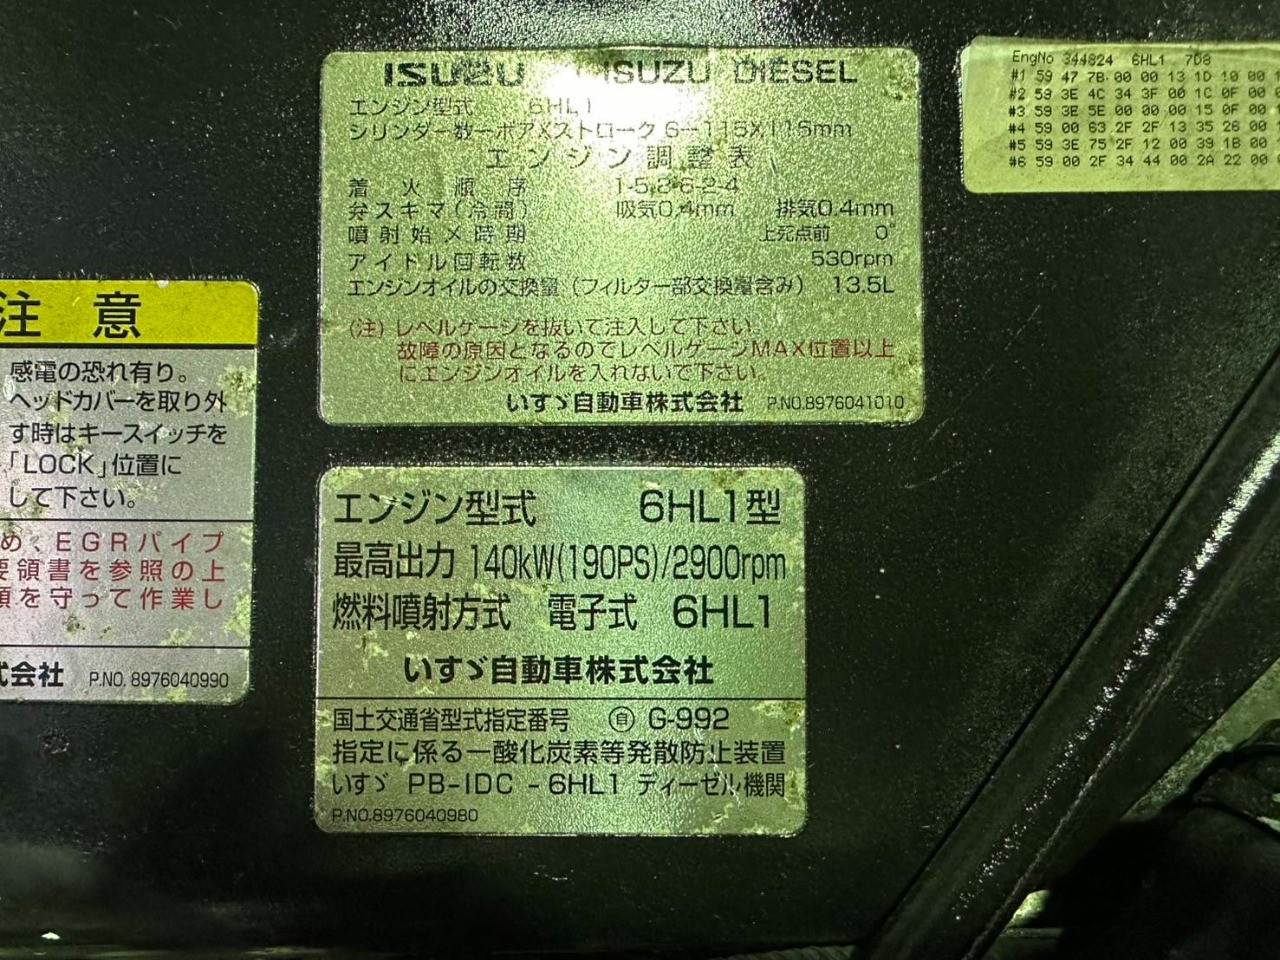 ISUZU ISUZU DIESEL
エンジン型式 6HL1
シリンダー数ーボアXストローク 6－115X115mm
エンジン調整表
着火順序 1-5-3-6-2-4
弁スキマ(冷間) 吸気0.4mm 排気0.4mm
噴射始メ時期 上死点前 0°
アイドル回転数 530rpm
エンジンオイルの交換量(フィルター部交換量含み) 13.5L
(注) レベルゲージを抜いて注入して下さい。
故障の原因となるのでレベルゲージMAX位置以上
にエンジンオイルを入れないで下さい。
いすゞ自動車株式会社 P.NO.8976041010
EngNo 344824 6HL1 7D8
#1 59 47 7B 00 00 13 1D 10 00
#2 59 3E 4C 34 3F 00 1C 0F 00
#3 59 3E 5E 00 00 00 15 0F 00
#4 59 00 63 2F 2F 13 35 26 00
#5 59 3E 75 2F 12 00 39 1B 00
#6 59 00 2F 34 44 00 2A 22 00
注意
感電の恐れ有り。
ヘッドカバーを取り外
す時はキースイッチを
「LOCK」位置に
して下さい。
め、EGRパイプ
要領書を参照の上
順を守って作業し
式会社 P.NO. 8976040990
エンジン型式 6HL1型
最高出力 140kW(190PS)/2900rpm
燃料噴射方式 電子式 6HL1
いすゞ自動車株式会社
国土交通省型式指定番号 ㊐ G-992
指定に係る一酸化炭素等発散防止装置
いすゞ PB-IDC-6HL1 ディーゼル機関
P.NO.8976040980